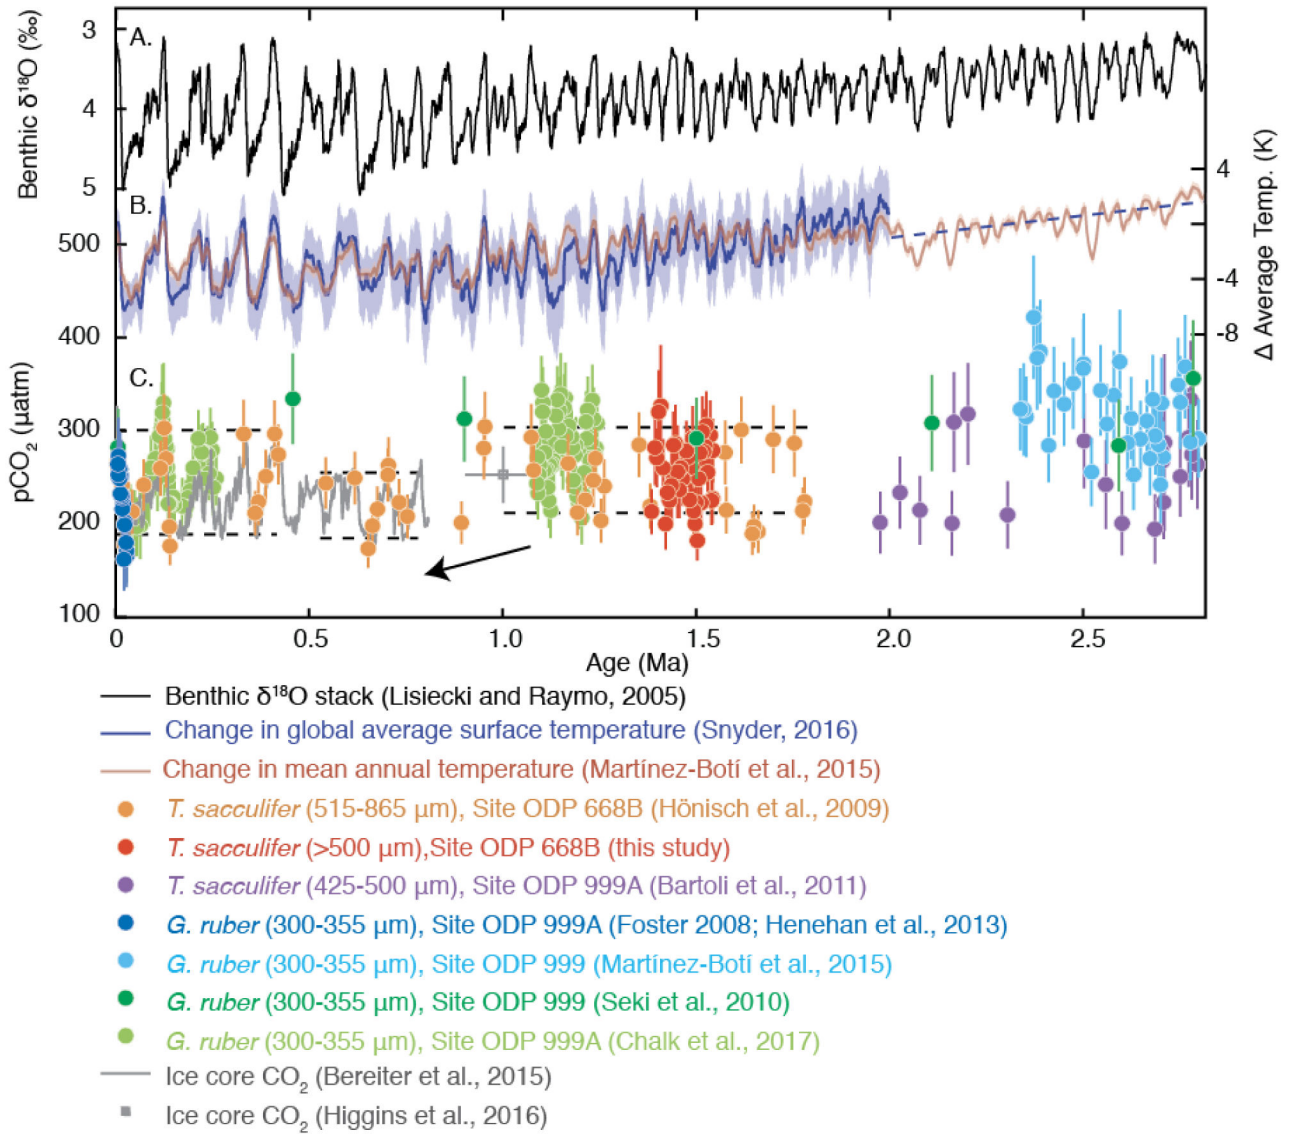 Benthic δ18O (‰)
3
4
5
A.
B.
500
400
300
200
100
pCO2 (µatm)
C.
4
-4
-8
Δ Average Temp. (K)
0
0.5
1.0
1.5
2.0
2.5
Age (Ma)
Benthic δ18O stack (Lisiecki and Raymo, 2005)
Change in global average surface temperature (Snyder, 2016)
Change in mean annual temperature (Martínez-Botí et al., 2015)
T. sacculifer (515-865 µm), Site ODP 668B (Hönisch et al., 2009)
T. sacculifer (>500 µm),Site ODP 668B (this study)
T. sacculifer (425-500 µm), Site ODP 999A (Bartoli et al., 2011)
G. ruber (300-355 µm), Site ODP 999A (Foster 2008; Henehan et al., 2013)
G. ruber (300-355 µm), Site ODP 999 (Martínez-Botí et al., 2015)
G. ruber (300-355 µm), Site ODP 999 (Seki et al., 2010)
G. ruber (300-355 µm), Site ODP 999A (Chalk et al., 2017)
Ice core CO2 (Bereiter et al., 2015)
Ice core CO2 (Higgins et al., 2016)